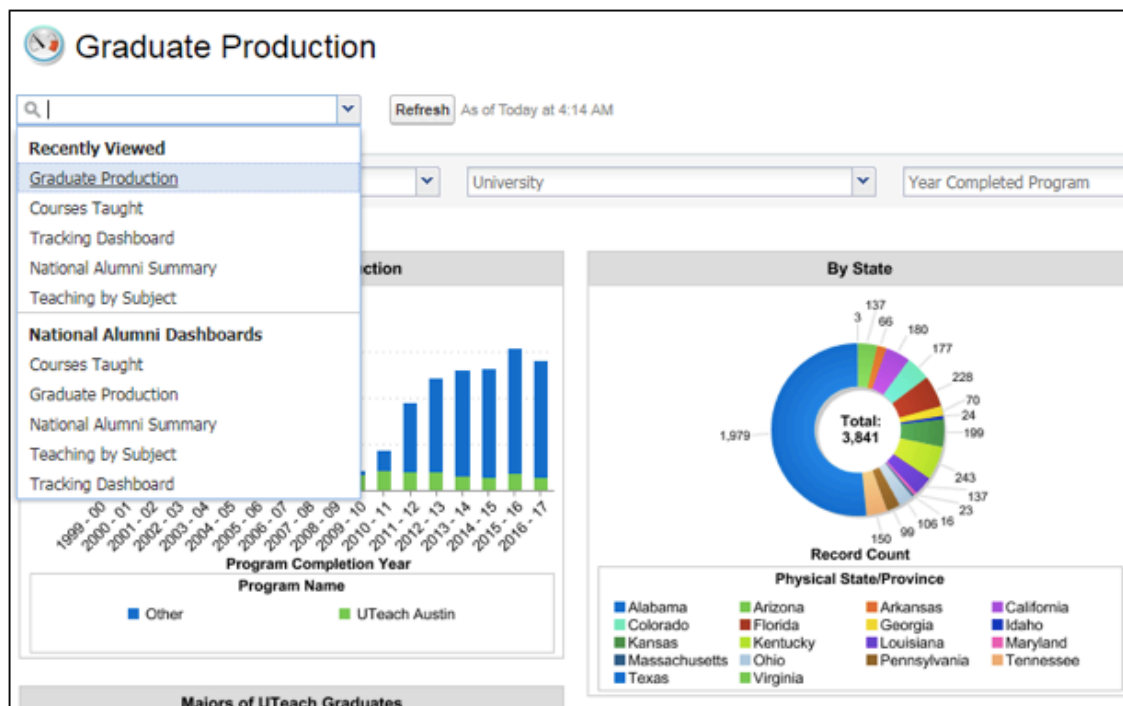 Graduate Production
Refresh As of Today at 4:14 AM
Recently Viewed
Graduate Production
Courses Taught
Tracking Dashboard
National Alumni Summary
Teaching by Subject
National Alumni Dashboards
Courses Taught
Graduate Production
National Alumni Summary
Teaching by Subject
Tracking Dashboard
University
Year Completed Program
ction
1999 - 00
2000 - 01
2001 - 02
2002 - 03
2003 - 04
2004 - 05
2005 - 06
2006 - 07
2007 - 08
2008 - 09
2009 - 10
2010 - 11
2011 - 12
2012 - 13
2013 - 14
2014 - 15
2015 - 16
2016 - 17
Program Completion Year
Program Name
Other UTeach Austin
By State
3
137
66
180
177
228
70
24
199
243
137
23
16
106
99
150
1,979
Total:
3,841
Record Count
Physical State/Province
Alabama Arizona Arkansas California
Colorado Florida Georgia Idaho
Kansas Kentucky Louisiana Maryland
Massachusetts Ohio Pennsylvania Tennessee
Texas Virginia
Majors of UTeach Graduates